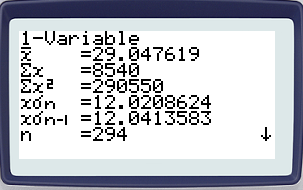 1-Variable
x̄ =29.047619
Σx =8540
Σx² =290550
xσn =12.0208624
xσn-1 =12.0413583
n =294 ↓